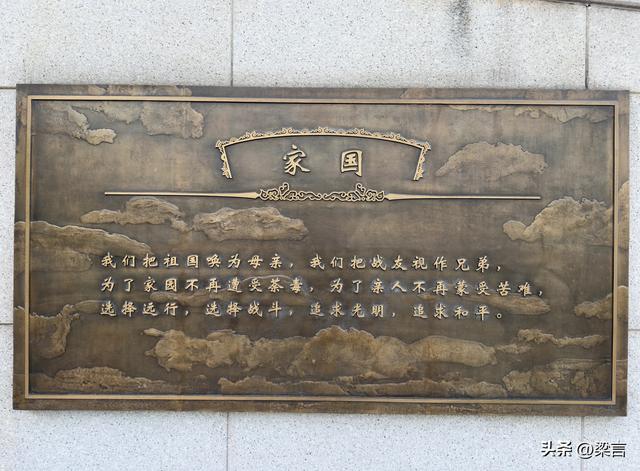 家国
我们把祖国唤为母亲，我们把战友视作兄弟，
为了家园不再遭受荼毒，为了亲人不再蒙受苦难，
选择远行，选择战斗，追求光明，追求和平。
头条 @梁言